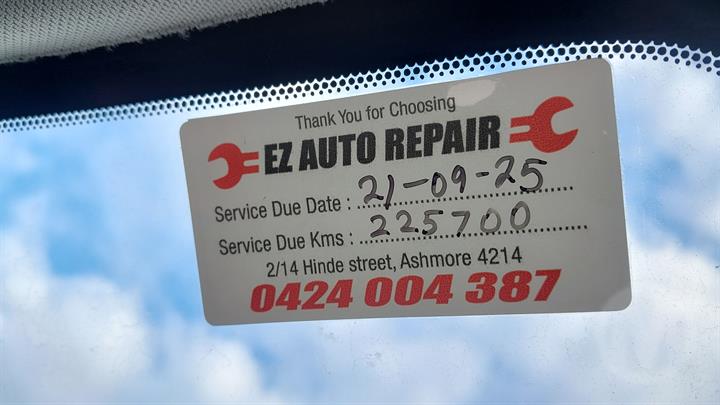 Thank You for Choosing
EZ AUTO REPAIR
Service Due Date : 21-09-25
Service Due Kms : 225700
2/14 Hinde street, Ashmore 4214
0424 004 387